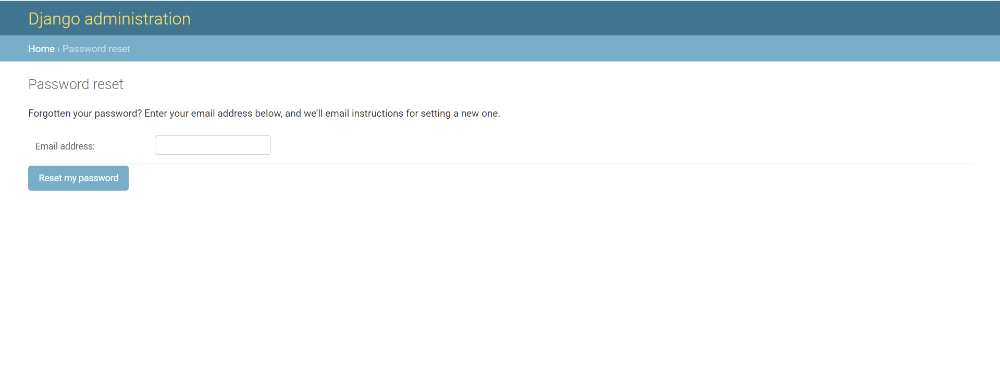 Django administration
Home › Password reset
Password reset
Forgotten your password? Enter your email address below, and we’ll email instructions for setting a new one.
Email address:
Reset my password